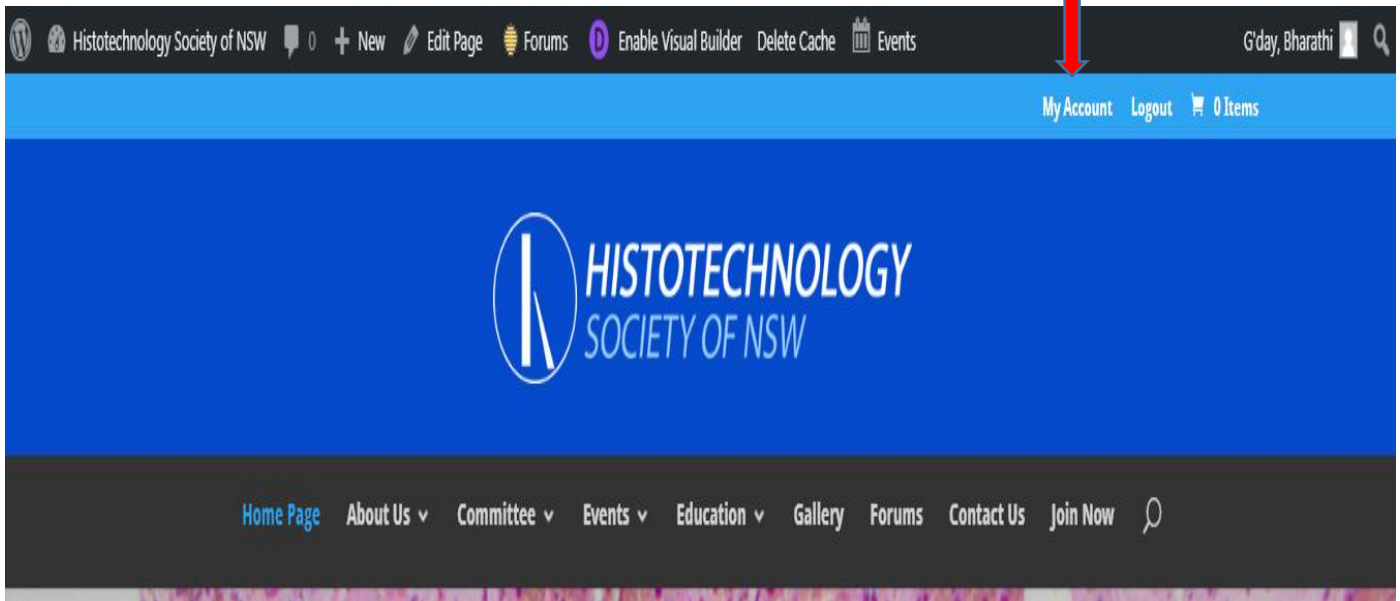 Histotechnology Society of NSW 0 + New Edit Page Forums D Enable Visual Builder Delete Cache Events G'day, Bharathi
My Account Logout 0 Items
HISTOTECHNOLOGY
SOCIETY OF NSW
Home Page About Us Committee Events Education Gallery Forums Contact Us Join Now